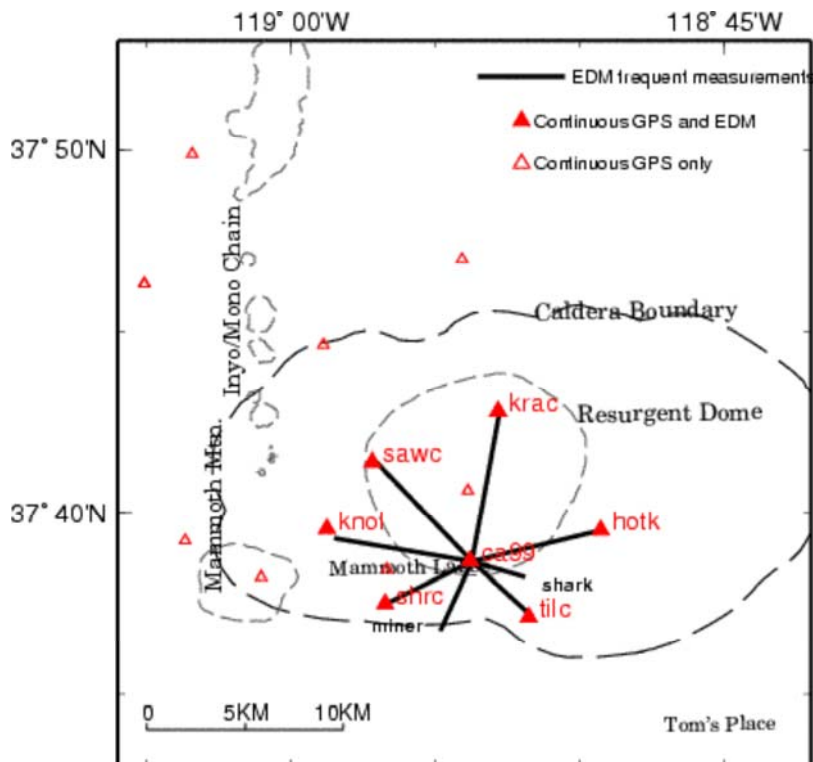 119° 00'W
118° 45'W
EDM frequent measurements
Continuous GPS and EDM
37° 50'N
Continuous GPS only
Inyo/Mono Chain
Caldera Boundary
krac
Resurgent Dome
sawc
Mammoth Mtn.
37° 40'N
knol
hotk
ca99
Mammoth Lake
shark
shrc
tilc
miner
0 5KM 10KM
Tom's Place